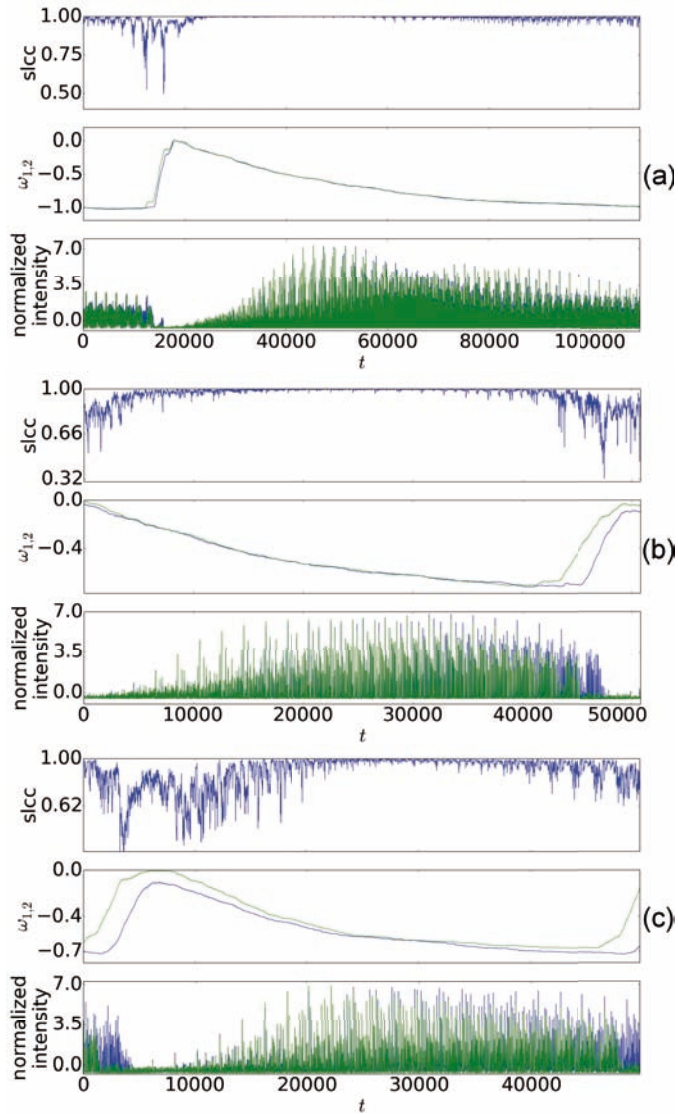 1.00
0.75
0.50
slcc
0.0
−0.5
−1.0
ω1,2
(a)
7.0
3.5
0.0
normalized
intensity
0 20000 40000 60000 80000 100000
t
1.00
0.66
0.32
slcc
0.0
−0.4
ω1,2
(b)
7.0
3.5
0.0
normalized
intensity
0 10000 20000 30000 40000 50000
t
1.00
0.62
slcc
0.0
−0.4
−0.7
ω1,2
(c)
7.0
3.5
0.0
normalized
intensity
0 10000 20000 30000 40000
t